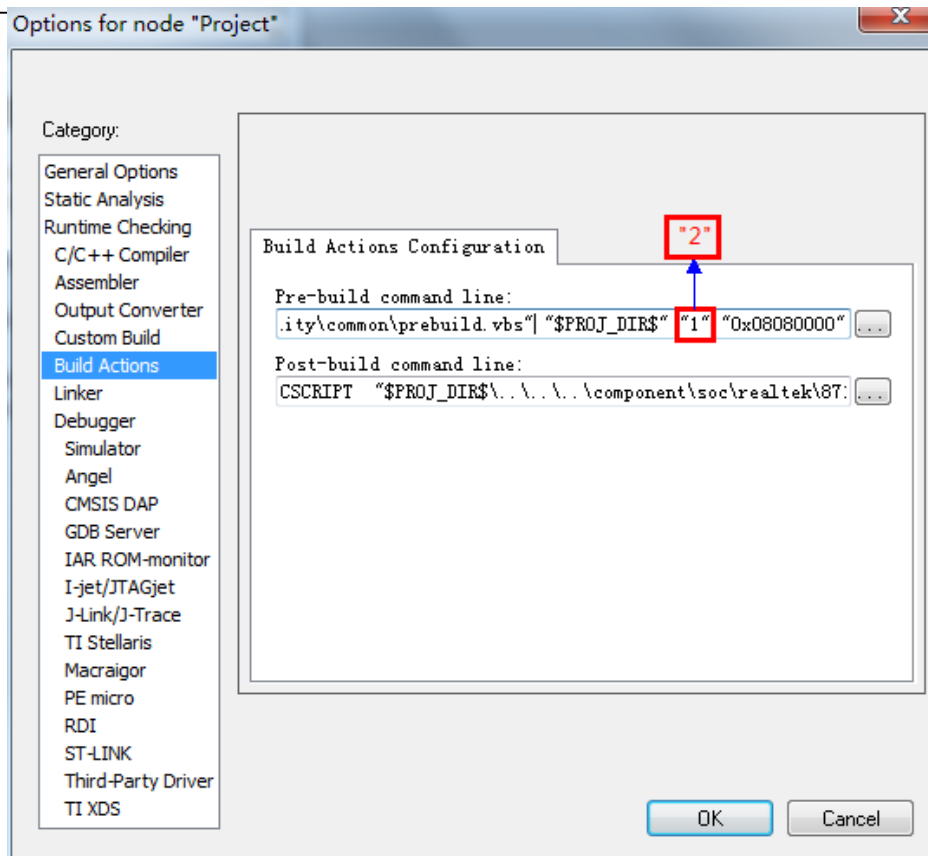 Options for node "Project"
X
Category:
General Options
Static Analysis
Runtime Checking
C/C++ Compiler
Assembler
Output Converter
Custom Build
Build Actions
Linker
Debugger
Simulator
Angel
CMSIS DAP
GDB Server
IAR ROM-monitor
I-jet/JTAGjet
J-Link/J-Trace
TI Stellaris
Macraigor
PE micro
RDI
ST-LINK
Third-Party Driver
TI XDS
Build Actions Configuration
"2"
Pre-build command line:
.ity\common\prebuild.vbs" "$PROJ_DIR$" "1" "0x08080000" ...
Post-build command line:
CSCRIPT "$PROJ_DIR$\..\..\..\component\soc\realtek\87: ...
OK
Cancel